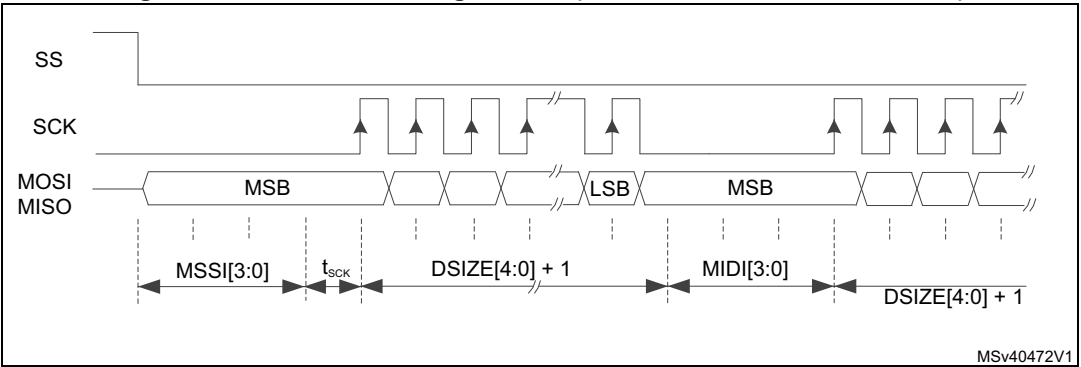 SS
SCK
MOSI
MISO
MSB
LSB
MSB
MSSI[3:0]
tSCK
DSIZE[4:0] + 1
MIDI[3:0]
DSIZE[4:0] + 1
MSv40472V1